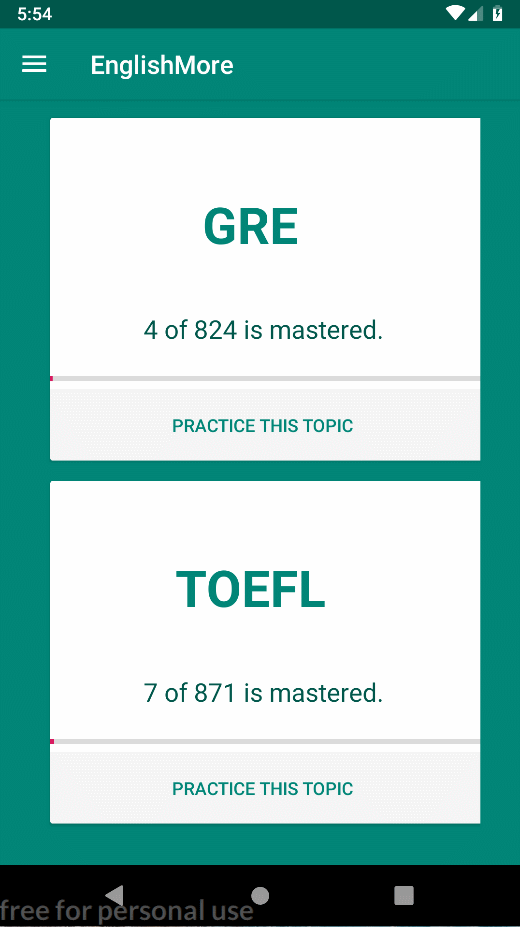 5:54
EnglishMore
GRE
4 of 824 is mastered.
PRACTICE THIS TOPIC
TOEFL
7 of 871 is mastered.
PRACTICE THIS TOPIC
free for personal use